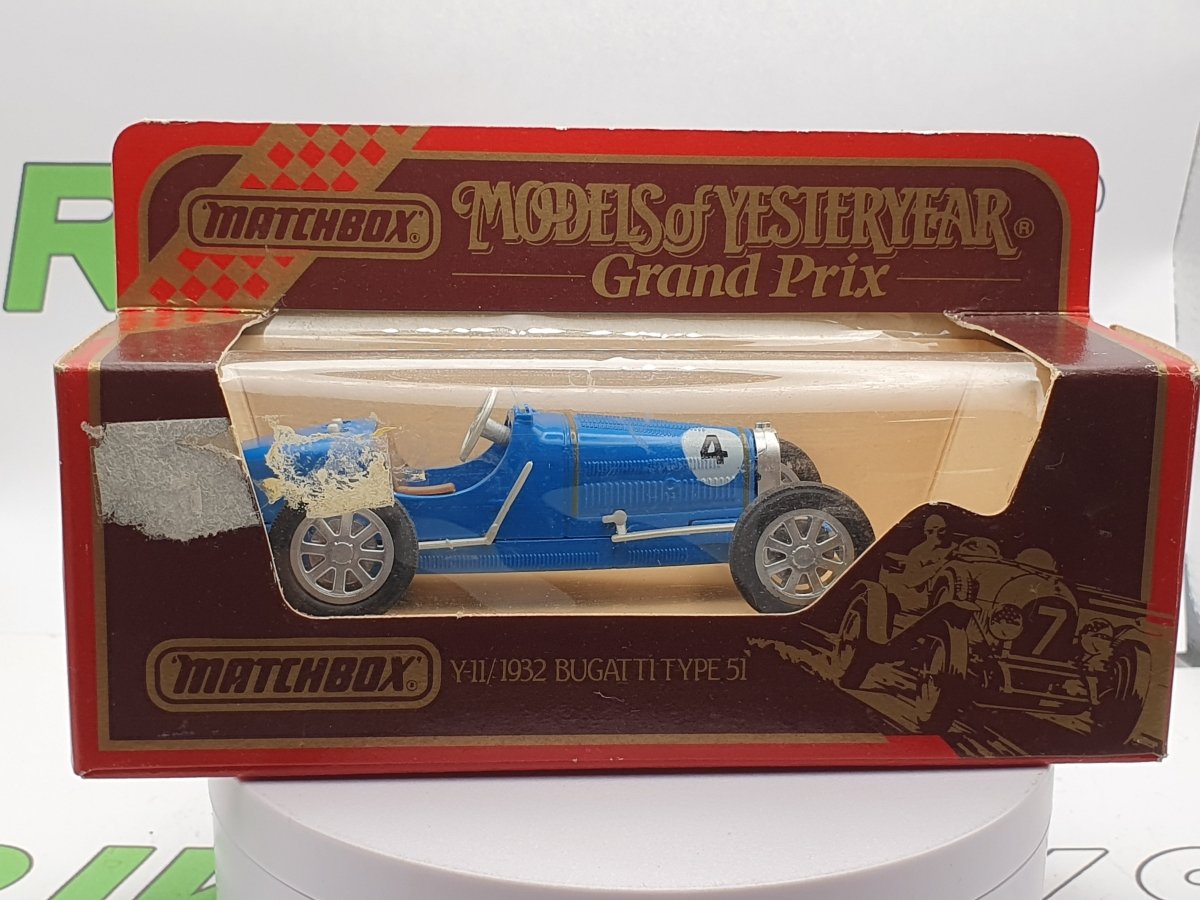 MATCHBOX®
MODELS of YESTERYEAR®
Grand Prix
4
7
MATCHBOX®
Y-11/1932 BUGATTI TYPE 51